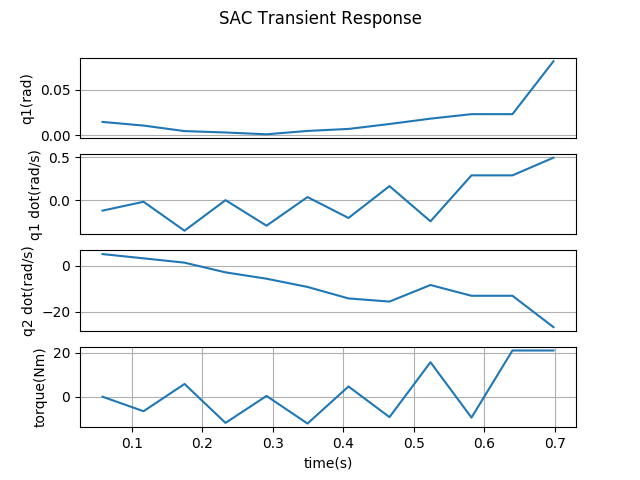 SAC Transient Response
q1(rad)
0.05
0.00
q1 dot(rad/s)
0.5
0.0
q2 dot(rad/s)
0
−20
torque(Nm)
20
0
0.1 0.2 0.3 0.4 0.5 0.6 0.7
time(s)